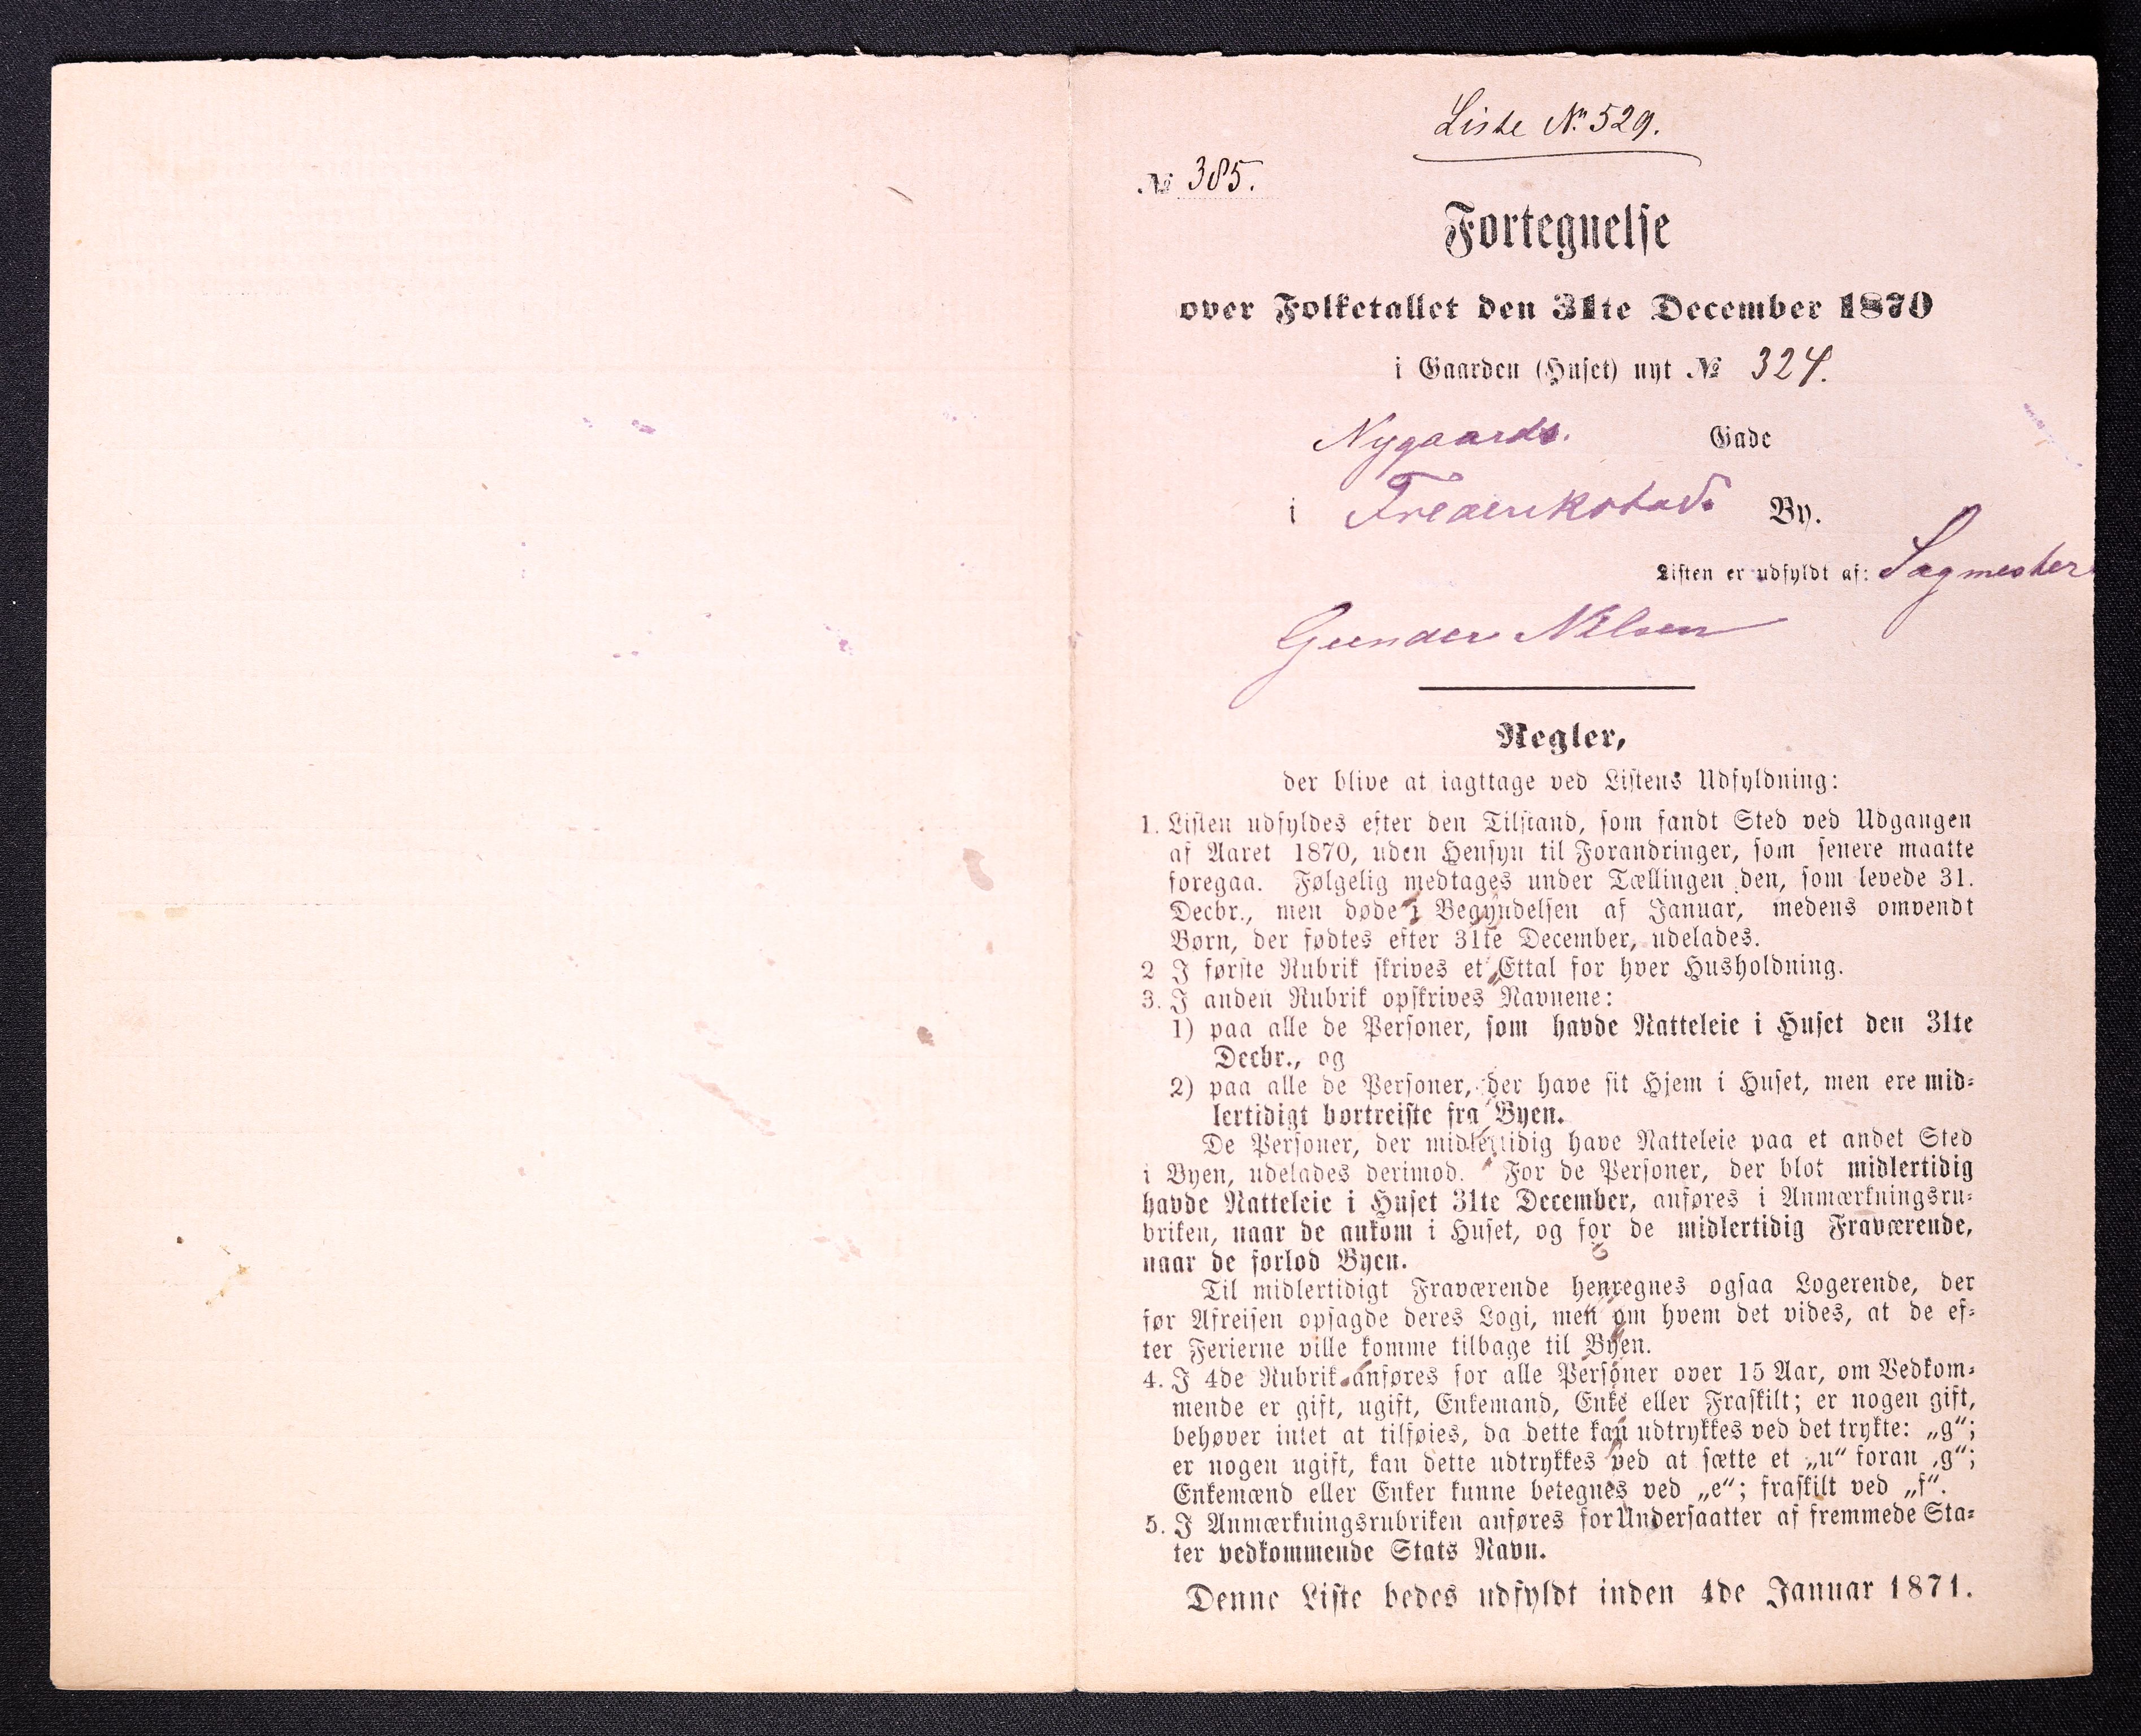 Liste No. 529.
№ 385.
Fortegnelse
over Folketallet den 31te December 1870
i Gaarden (Huset) nyt № 324.
Nygaards. Gade
i Frederikstad. By.
Listen er udfyldt af: Sagmester
Gunder Nilsen
Regler,
der blive at iagttage ved Listens Udfyldning:
1. Listen udfyldes efter den Tilstand, som fandt Sted ved Udgangen
af Aaret 1870, uden Hensyn til Forandringer, som senere maatte
foregaa. Følgelig medtages under Tællingen den, som levede 31.
Decbr., men døde i Begyndelsen af Januar, medens omvendt
Børn, der fødtes efter 31te December, udelades.
2 I første Rubrik skrives et Ettal for hver Husholdning.
3. I anden Rubrik opskrives Navnene:
1) paa alle de Personer, som havde Natteleie i Huset den 31te
Decbr., og
2) paa alle de Personer, der have sit Hjem i Huset, men ere mid-
lertidigt bortreiste fra Byen.
De Personer, der midlertidig have Natteleie paa et andet Sted
i Byen, udelades derimod. For de Personer, der blot midlertidig
havde Natteleie i Huset 31te December, anføres i Anmærkningsru-
briken, naar de ankom i Huset, og for de midlertidig Fraværende,
naar de forlod Byen.
Til midlertidigt Fraværende henregnes ogsaa Logerende, der
før Afreisen opsagde deres Logi, men om hvem det vides, at de ef-
ter Ferierne ville komme tilbage til Byen.
4. I 4de Rubrik anføres for alle Personer over 15 Aar, om Vedkom-
mende er gift, ugift, Enkemand, Enke eller Fraskilt; er nogen gift,
behøver intet at tilføies, da dette kan udtrykkes ved det trykte: „g“;
er nogen ugift, kan dette udtrykkes ved at sætte et „u“ foran „g“;
Enkemænd eller Enker kunne betegnes ved „e“; fraskilt ved „f“.
5. I Anmærkningsrubriken anføres for Undersaatter af fremmede Sta-
ter vedkommende Stats Navn.
Denne Liste bedes udfyldt inden 4de Januar 1871.